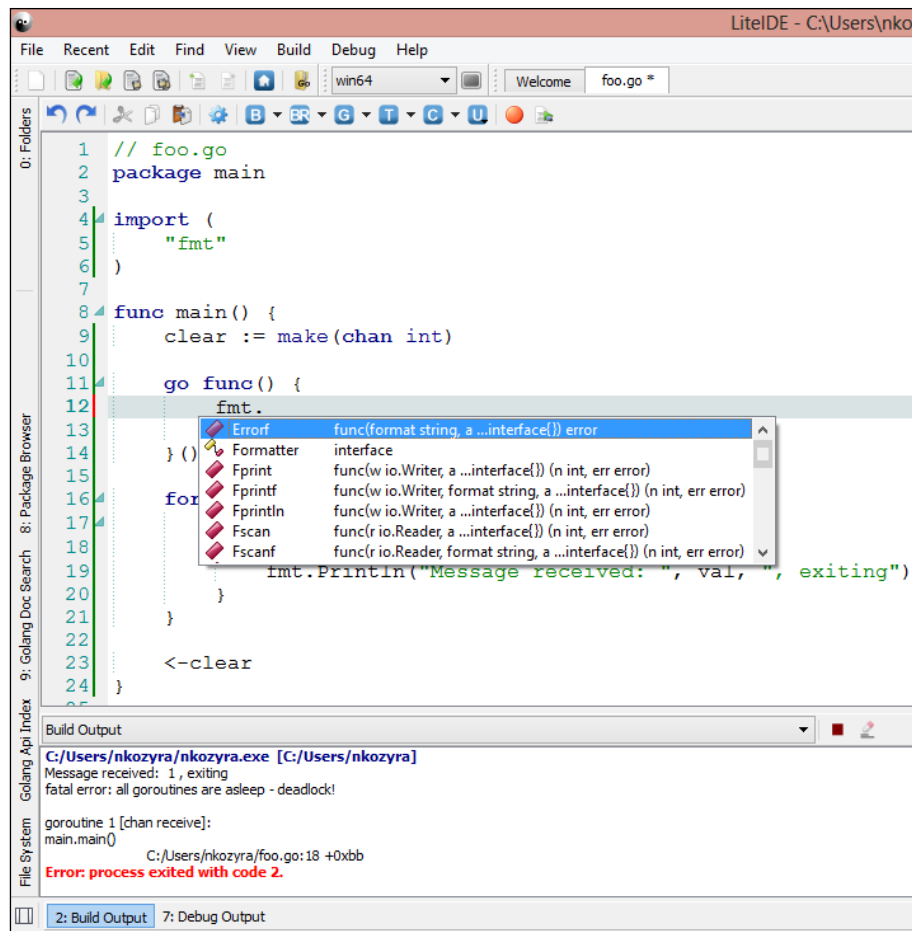 LiteIDE - C:\Users\nko
File Recent Edit Find View Build Debug Help
win64 Welcome foo.go *
B BR G T C U
0: Folders
8: Package Browser
9: Golang Doc Search
Golang Api Index
File System
1 // foo.go
2 package main
3
4 import (
5 "fmt"
6 )
7
8 func main() {
9 clear := make(chan int)
10
11 go func() {
12 fmt.
13
14 }()
15
16 for
17
18
19 fmt.Println("Message received: ", val, ", exiting")
20 }
21 }
22
23 <-clear
24 }
25
Errorf func(format string, a ...interface{}) error
Formatter interface
Fprint func(w io.Writer, a ...interface{}) (n int, err error)
Fprintf func(w io.Writer, format string, a ...interface{}) (n int, err error)
Fprintln func(w io.Writer, a ...interface{}) (n int, err error)
Fscan func(r io.Reader, a ...interface{}) (n int, err error)
Fscanf func(r io.Reader, format string, a ...interface{}) (n int, err error)
Build Output
C:/Users/nkozyra/nkozyra.exe [C:/Users/nkozyra]
Message received: 1 , exiting
fatal error: all goroutines are asleep - deadlock!
goroutine 1 [chan receive]:
main.main()
C:/Users/nkozyra/foo.go:18 +0xbb
Error: process exited with code 2.
2: Build Output 7: Debug Output